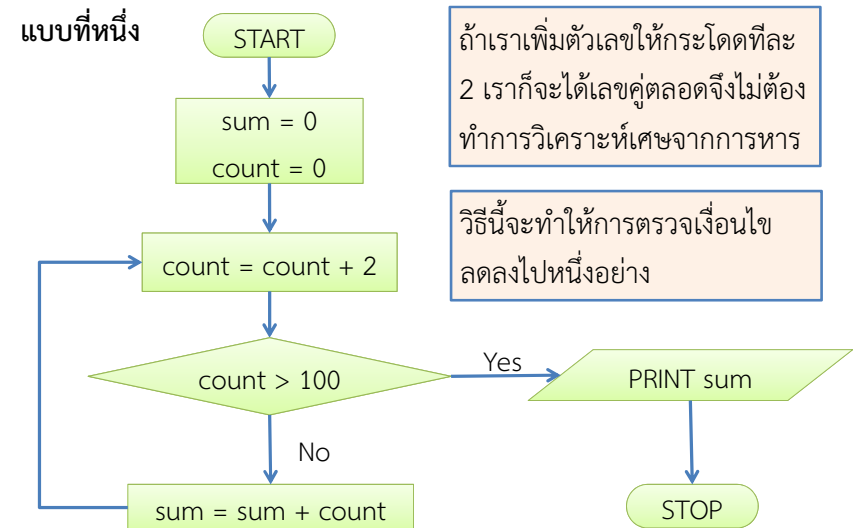 แบบที่หนึ่ง
START
sum = 0
count = 0
count = count + 2
count > 100
Yes
PRINT sum
No
sum = sum + count
STOP
ถ้าเราเพิ่มตัวเลขให้กระโดดทีละ
2 เราก็จะได้เลขคู่ตลอดจึงไม่ต้อง
ทำการวิเคราะห์เศษจากการหาร
วิธีนี้จะทำให้การตรวจเงื่อนไข
ลดลงไปหนึ่งอย่าง